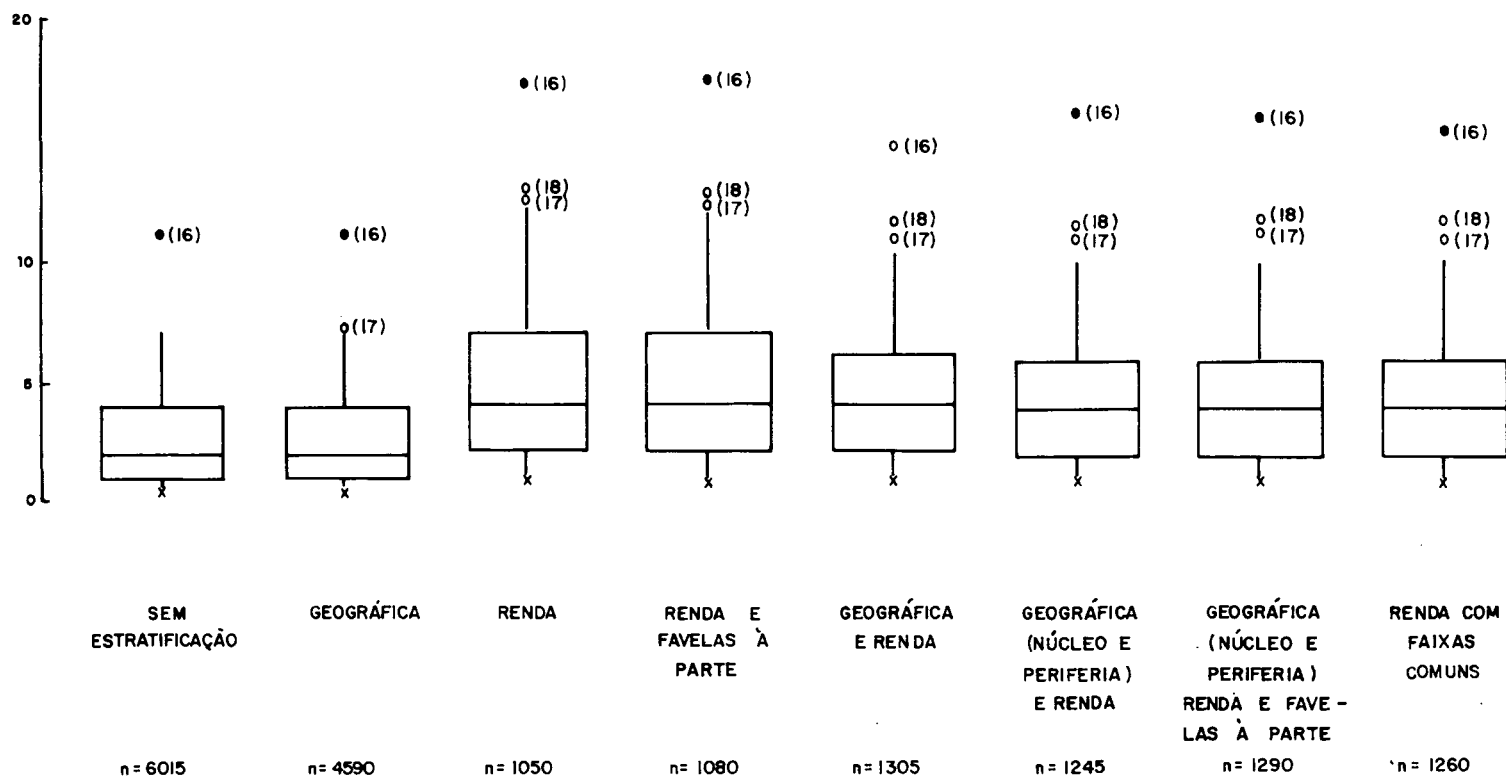 20
10
5
0
(16)
(16)
(17)
(16)
(18)
(17)
(16)
(18)
(17)
(16)
(18)
(17)
(16)
(18)
(17)
(16)
(18)
(17)
(16)
(18)
(17)
SEM
ESTRATIFICAÇÃO
GEOGRÁFICA
RENDA
RENDA E
FAVELAS À
PARTE
GEOGRÁFICA
E RENDA
GEOGRÁFICA
(NÚCLEO E
PERIFERIA)
E RENDA
GEOGRÁFICA
(NÚCLEO E
PERIFERIA)
RENDA E FAVE-
LAS À PARTE
RENDA COM
FAIXAS
COMUNS
n=6015
n=4590
n=1050
n=1080
n=1305
n=1245
n=1290
n=1260